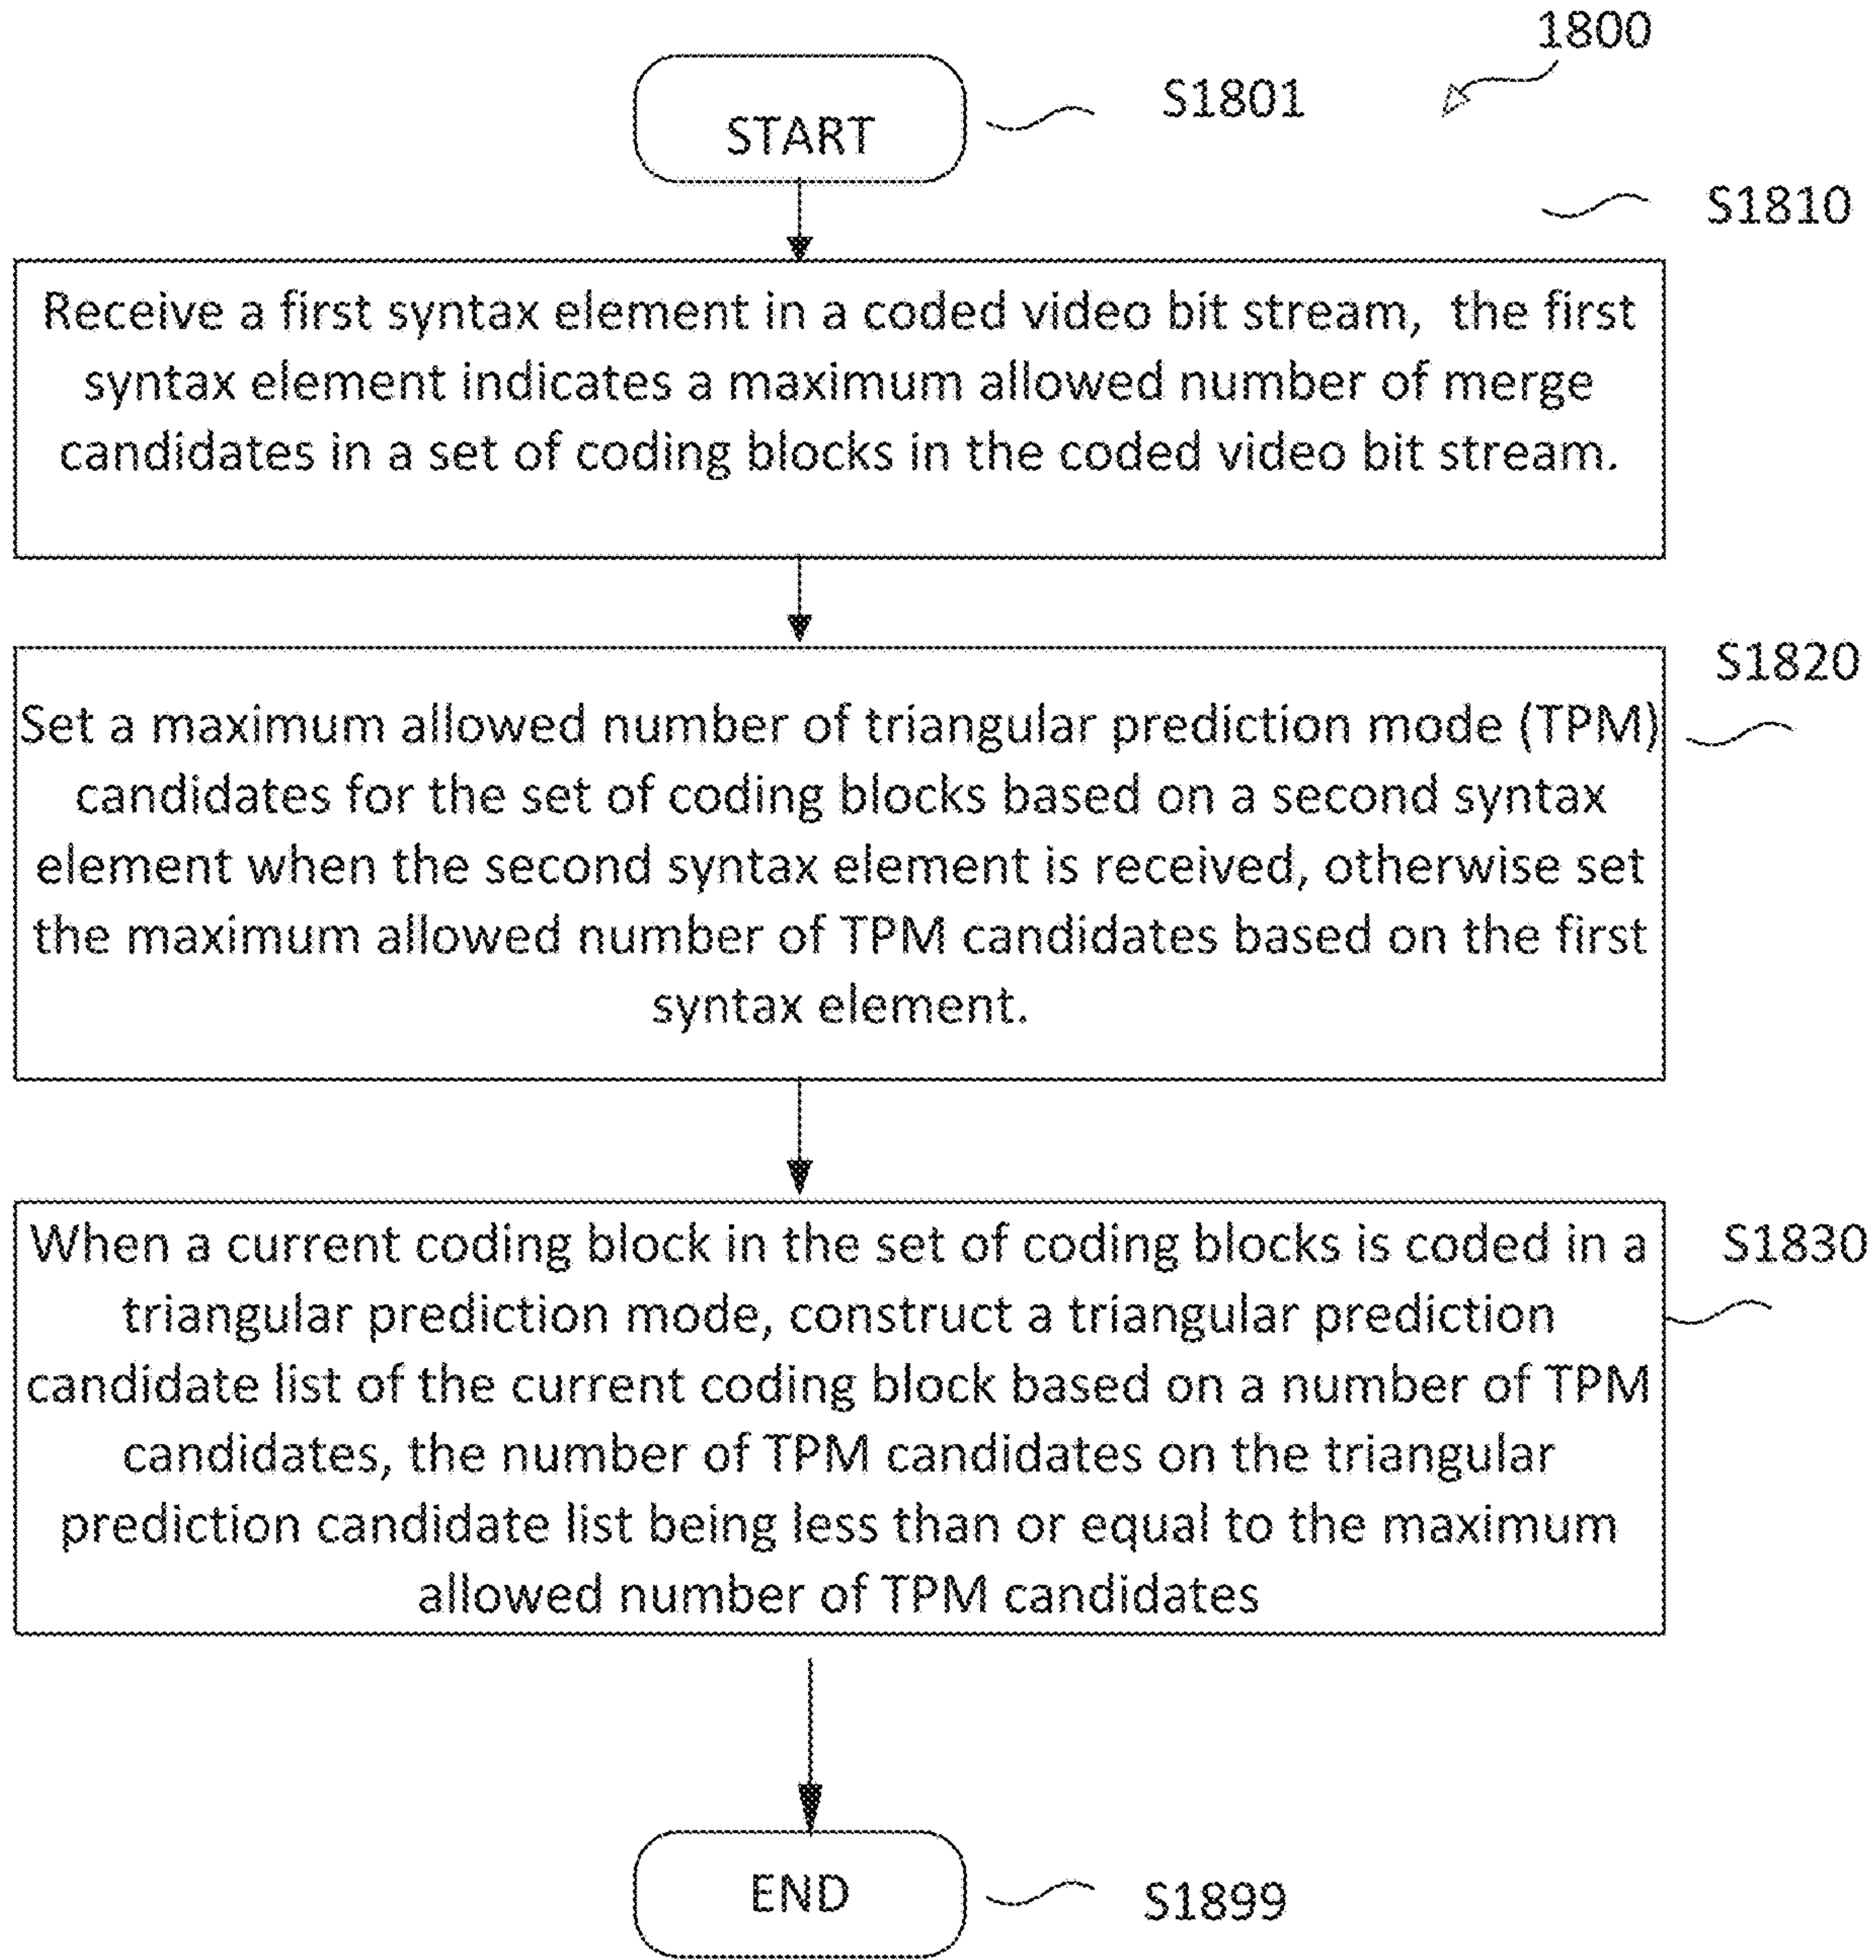 1800
START
S1801
S1810
Receive a first syntax element in a coded video bit stream, the first
syntax element indicates a maximum allowed number of merge
candidates in a set of coding blocks in the coded video bit stream.
S1820
Set a maximum allowed number of triangular prediction mode (TPM)
candidates for the set of coding blocks based on a second syntax
element when the second syntax element is received, otherwise set
the maximum allowed number of TPM candidates based on the first
syntax element.
S1830
When a current coding block in the set of coding blocks is coded in a
triangular prediction mode, construct a triangular prediction
candidate list of the current coding block based on a number of TPM
candidates, the number of TPM candidates on the triangular
prediction candidate list being less than or equal to the maximum
allowed number of TPM candidates
END
S1899